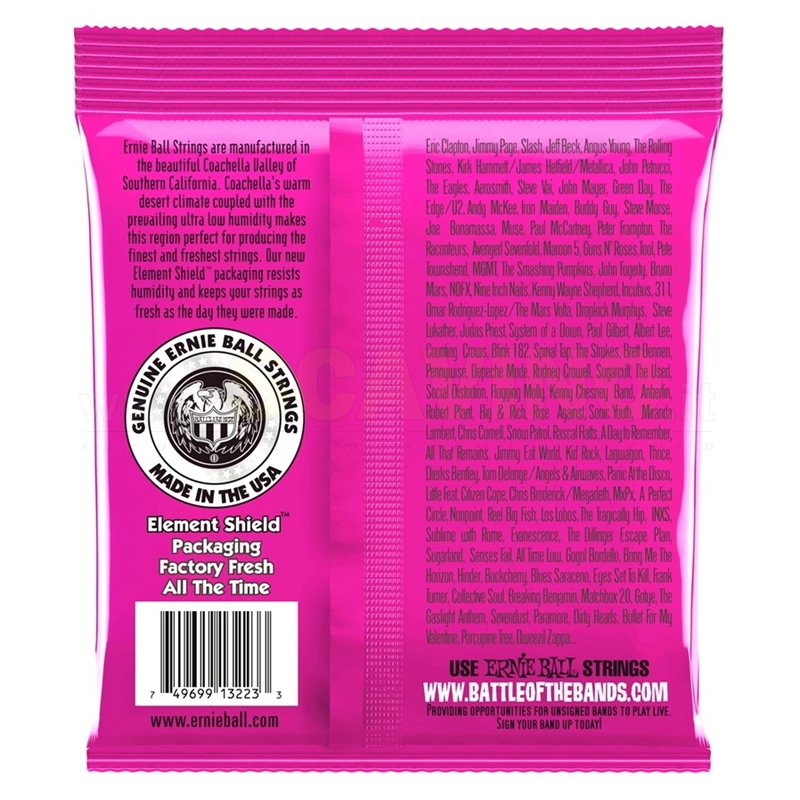 Ernie Ball Strings are manufactured in
the beautiful Coachella Valley of
Southern California. Coachella's warm
desert climate coupled with the
prevailing ultra low humidity makes
this region perfect for producing the
finest and freshest strings. Our new
Element Shield™ packaging resists
humidity and keeps your strings as
fresh as the day they were made.
GENUINE ERNIE BALL STRINGS
MADE IN THE USA
Element Shield™
Packaging
Factory Fresh
All The Time
7 49699 13223 3
www.ernieball.com
Eric Clapton, Jimmy Page, Slash, Jeff Beck, Angus Young, The Rolling
Stones, Kirk Hammett/James Hetfield/Metallica, John Petrucci,
The Eagles, Aerosmith, Steve Vai, John Mayer, Green Day, The
Edge/U2, Andy McKee, Iron Maiden, Buddy Guy, Steve Morse,
Joe Bonamassa, Muse, Paul McCartney, Peter Frampton, The
Raconteurs, Avenged Sevenfold, Maroon 5, Guns N' Roses,Tool, Pete
Townshend, MGMT, The Smashing Pumpkins, John Fogerty, Bruno
Mars, NOFX, Nine Inch Nails, Kenny Wayne Shepherd, Incubus, 311,
Omar Rodriguez-Lopez/The Mars Volta, Dropkick Murphys, Steve
Lukather, Judas Priest, System of a Down, Paul Gilbert, Albert Lee,
Counting Crows, Blink 182, Spinal Tap, The Strokes, Brett Dennen,
Pennywise, Depeche Mode, Rodney Crowell, Sugarcult, The Used,
Social Distortion, Flogging Molly, Kenny Chesney Band, Anberlin,
Robert Plant, Big & Rich, Rise Against, Sonic Youth, Miranda
Lambert, Chris Cornell, Snow Patrol, Rascal Flatts, A Day to Remember,
All That Remains, Jimmy Eat World, Kid Rock, Lagwagon, Thrice,
Dierks Bentley, Tom Delonge/Angels & Airwaves, Panic At the Disco,
Little Feat, Citizen Cope, Chris Broderick/Megadeth, MxPx, A Perfect
Circle, Nonpoint, Reel Big Fish, Los Lobos, The Tragically Hip, INXS,
Sublime with Rome, Evanescence, The Dillinger Escape Plan,
Sugarland, Senses Fail, All Time Low, Gogol Bordello, Bring Me The
Horizon, Hinder, Buckcherry, Blues Saraceno, Eyes Set To Kill, Frank
Turner, Collective Soul, Breaking Benjamin, Matchbox 20, Gotye, The
Gaslight Anthem, Sevendust, Paramore, Dirty Heads, Bullet For My
Valentine, Porcupine Tree, Dweezil Zappa...
USE ERNIE BALL STRINGS
WWW.BATTLEOFTHEBANDS.COM
PROVIDING OPPORTUNITIES FOR UNSIGNED BANDS TO PLAY LIVE.
SIGN YOUR BAND UP TODAY!